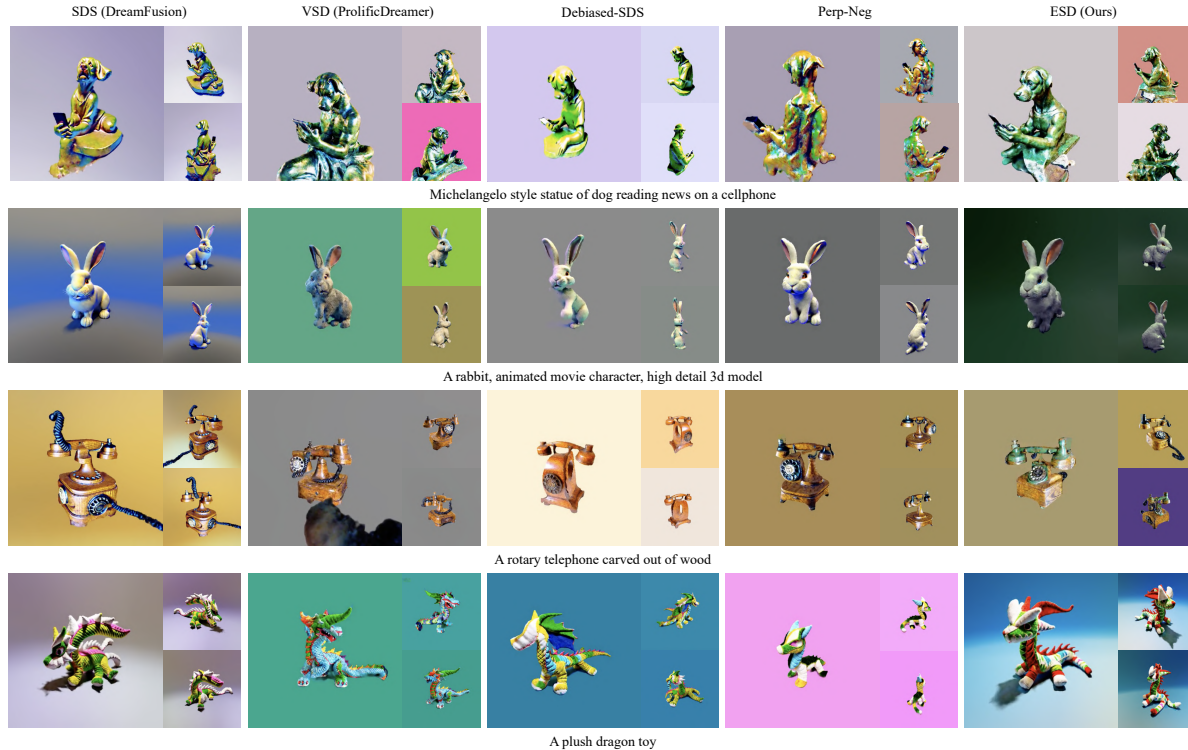 SDS (DreamFusion) VSD (ProlificDreamer) Debiased-SDS Perp-Neg ESD (Ours)
Michelangelo style statue of dog reading news on a cellphone
A rabbit, animated movie character, high detail 3d model
A rotary telephone carved out of wood
A plush dragon toy